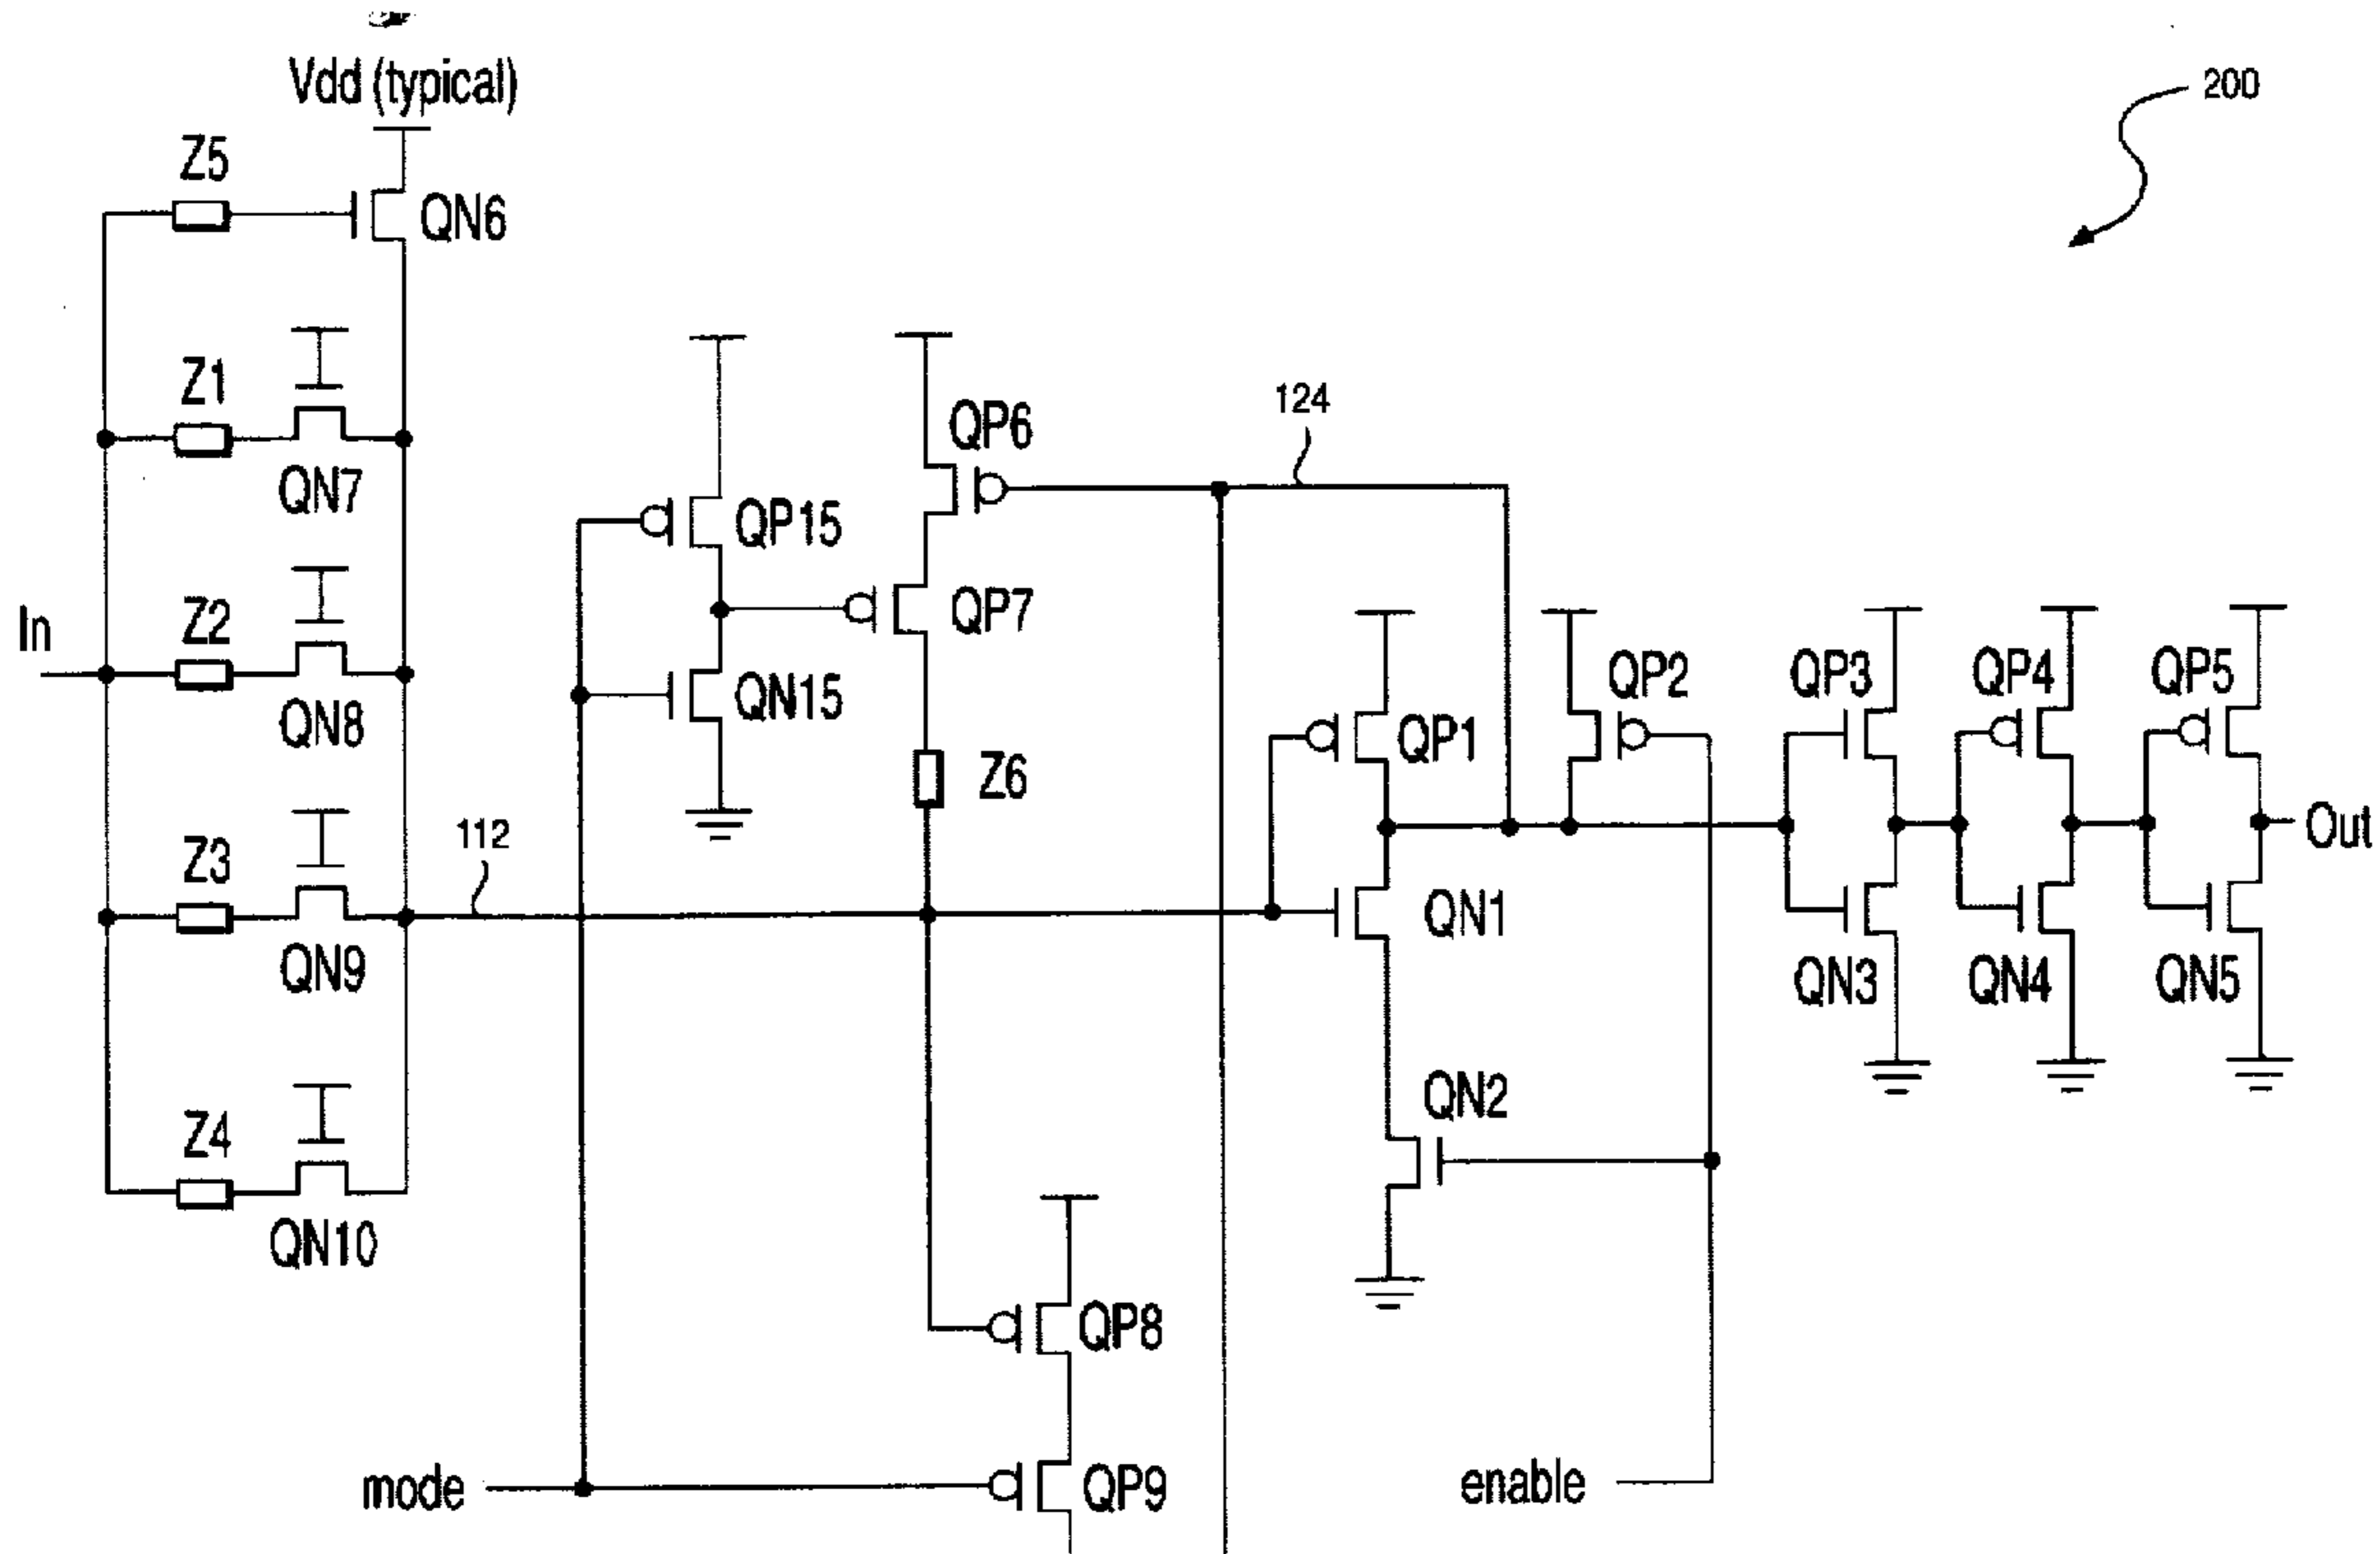 Vdd (typical)
200
Z5
QN6
Z1
QN7
QP6
124
QP15
QP7
In
Z2
QN8
QN15
QP2
QP3
QP4
QP5
QP1
Z6
Z3
112
Out
QN9
QN1
QN3
QN4
QN5
Z4
QN2
QN10
QP8
mode
QP9
enable